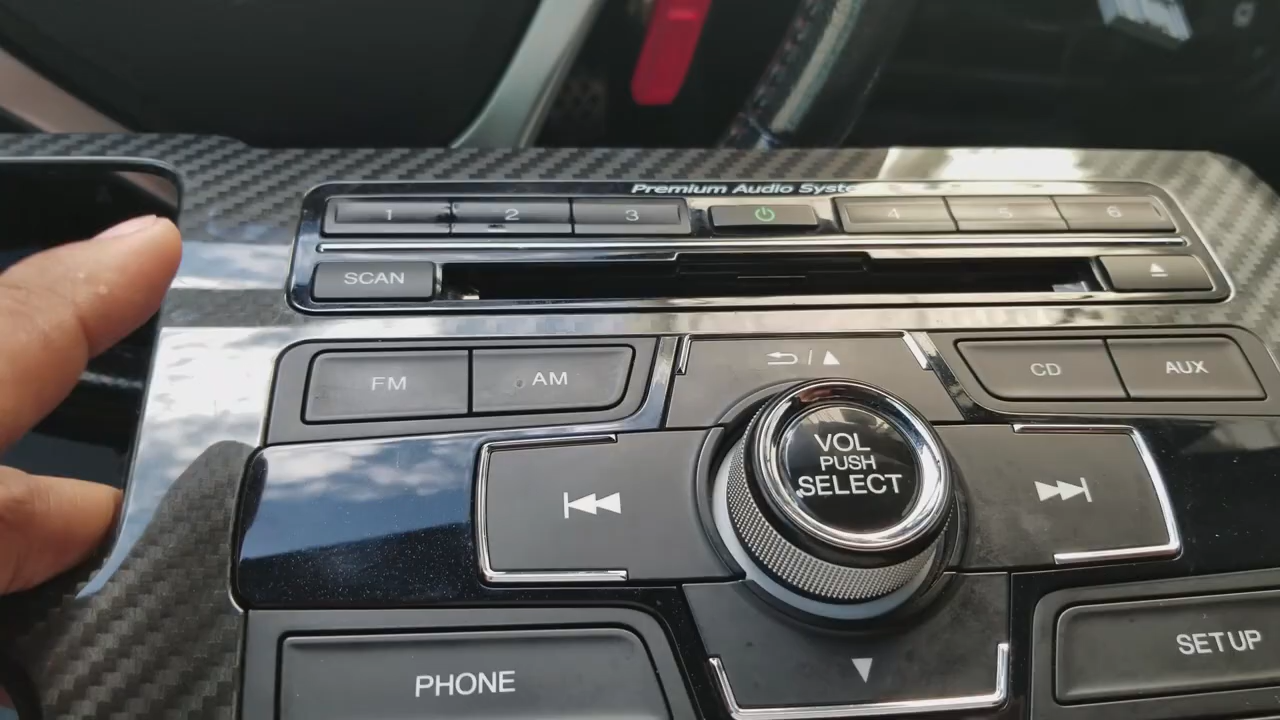 Premium Audio Syste
1 2 3 4 5 6
SCAN
FM AM CD AUX
VOL
PUSH
SELECT
PHONE
SETUP